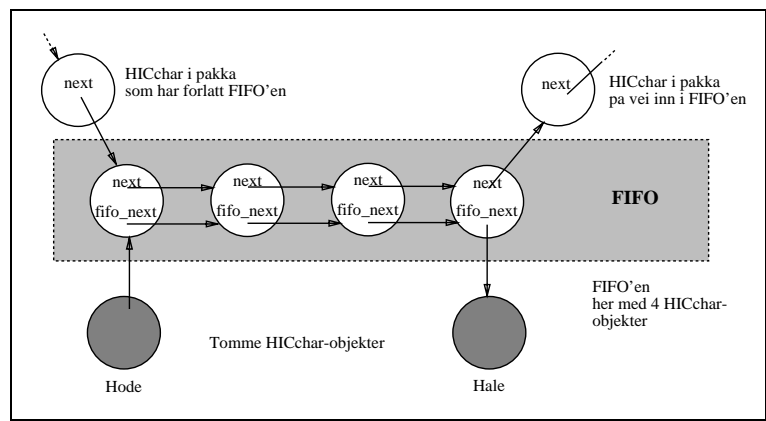 next
HICchar i pakka
som har forlatt FIFO'en
next
HICchar i pakka
pa vei inn i FIFO'en
next
next
next
next
FIFO
fifo_next
fifo_next
fifo_next
fifo_next
FIFO'en
her med 4 HICchar-
objekter
Tomme HICchar-objekter
Hode
Hale